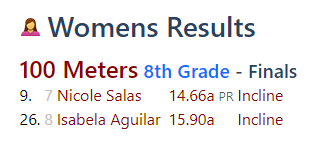 Womens Results
100 Meters 8th Grade - Finals
9. 7 Nicole Salas 14.66a PR Incline
26. 8 Isabela Aguilar 15.90a Incline